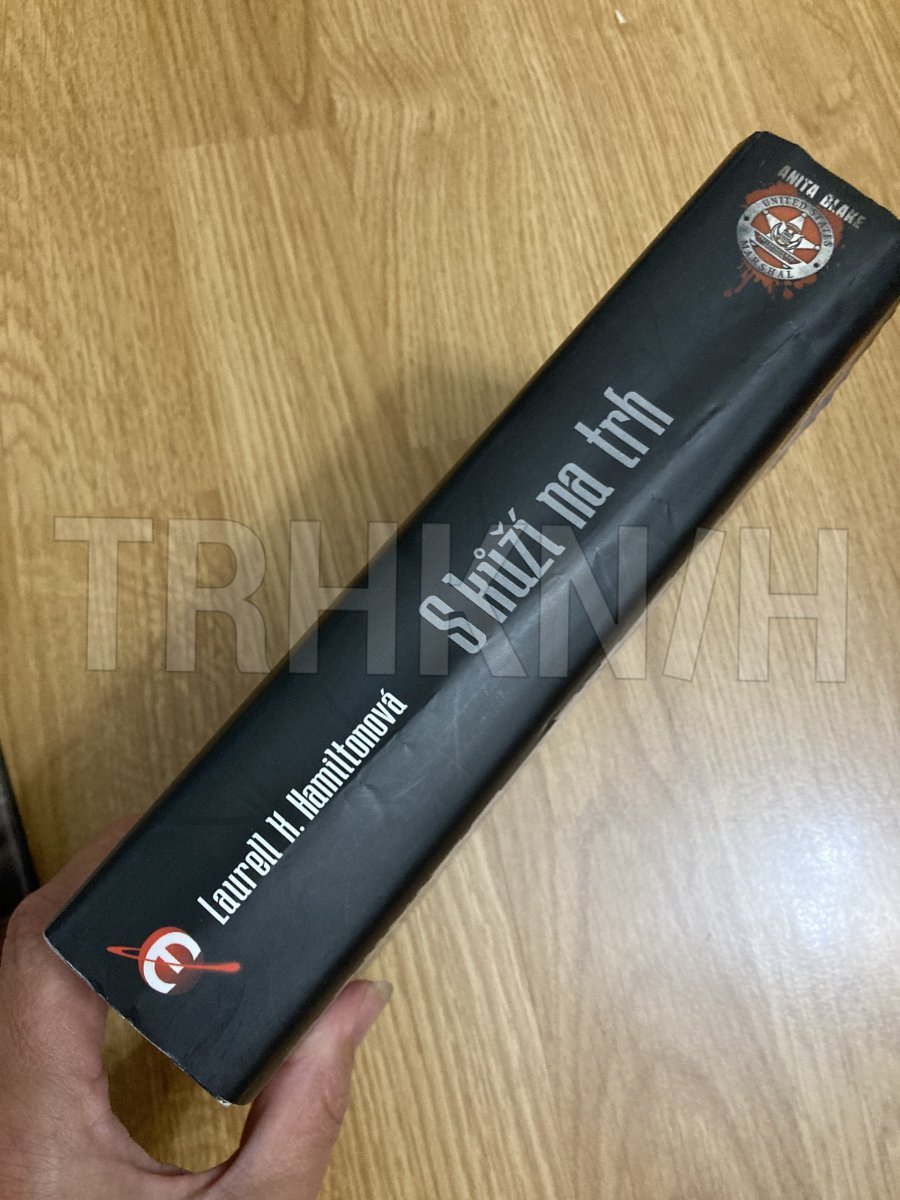 ANITA BLAKE
UNITED STATES
MARSHAL
S kůží na trh
Laurell K. Hamiltonová
TRHKNIH